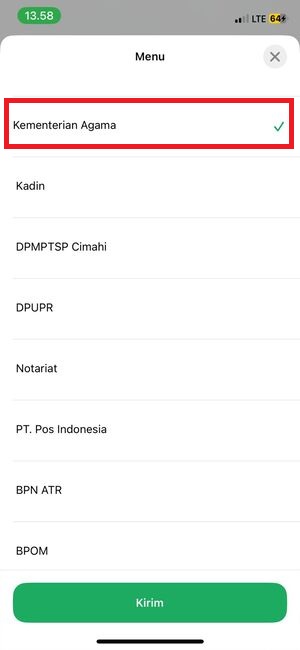 13.58
LTE 64
Menu
Kementerian Agama
Kadin
DPMPTSP Cimahi
DPUPR
Notariat
PT. Pos Indonesia
BPN ATR
BPOM
Kirim